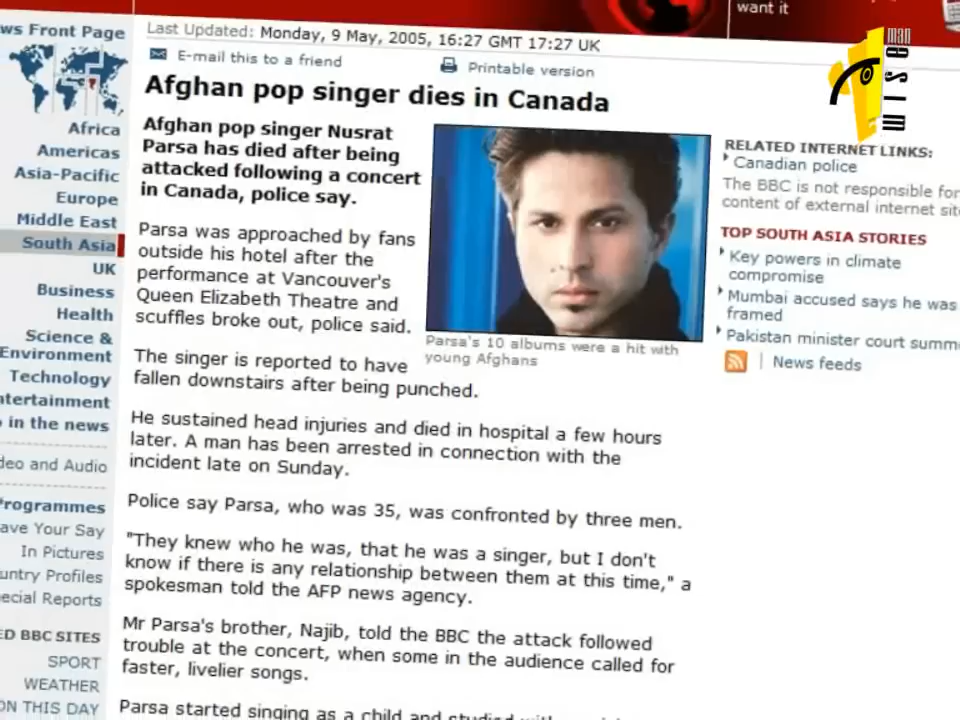 want it
man
wise
Last Updated: Monday, 9 May, 2005, 16:27 GMT 17:27 UK
E-mail this to a friend
Printable version
Afghan pop singer dies in Canada
Afghan pop singer Nusrat
Parsa has died after being
attacked following a concert
in Canada, police say.
Parsa was approached by fans
outside his hotel after the
performance at Vancouver's
Queen Elizabeth Theatre and
scuffles broke out, police said.
The singer is reported to have
fallen downstairs after being punched.
He sustained head injuries and died in hospital a few hours
later. A man has been arrested in connection with the
incident late on Sunday.
Police say Parsa, who was 35, was confronted by three men.
"They knew who he was, that he was a singer, but I don't
know if there is any relationship between them at this time," a
spokesman told the AFP news agency.
Mr Parsa's brother, Najib, told the BBC the attack followed
trouble at the concert, when some in the audience called for
faster, livelier songs.
Parsa started singing as a child and studied
Parsa's 10 albums were a hit with
young Afghans
RELATED INTERNET LINKS:
Canadian police
The BBC is not responsible for
content of external internet sit
TOP SOUTH ASIA STORIES
Key powers in climate
compromise
Mumbai accused says he was
framed
Pakistan minister court summ
News feeds
ws Front Page
Africa
Americas
Asia-Pacific
Europe
Middle East
South Asia
UK
Business
Health
Science &
Environment
Technology
ntertainment
o in the news
deo and Audio
Programmes
ave Your Say
In Pictures
untry Profiles
ecial Reports
ED BBC SITES
SPORT
WEATHER
ON THIS DAY